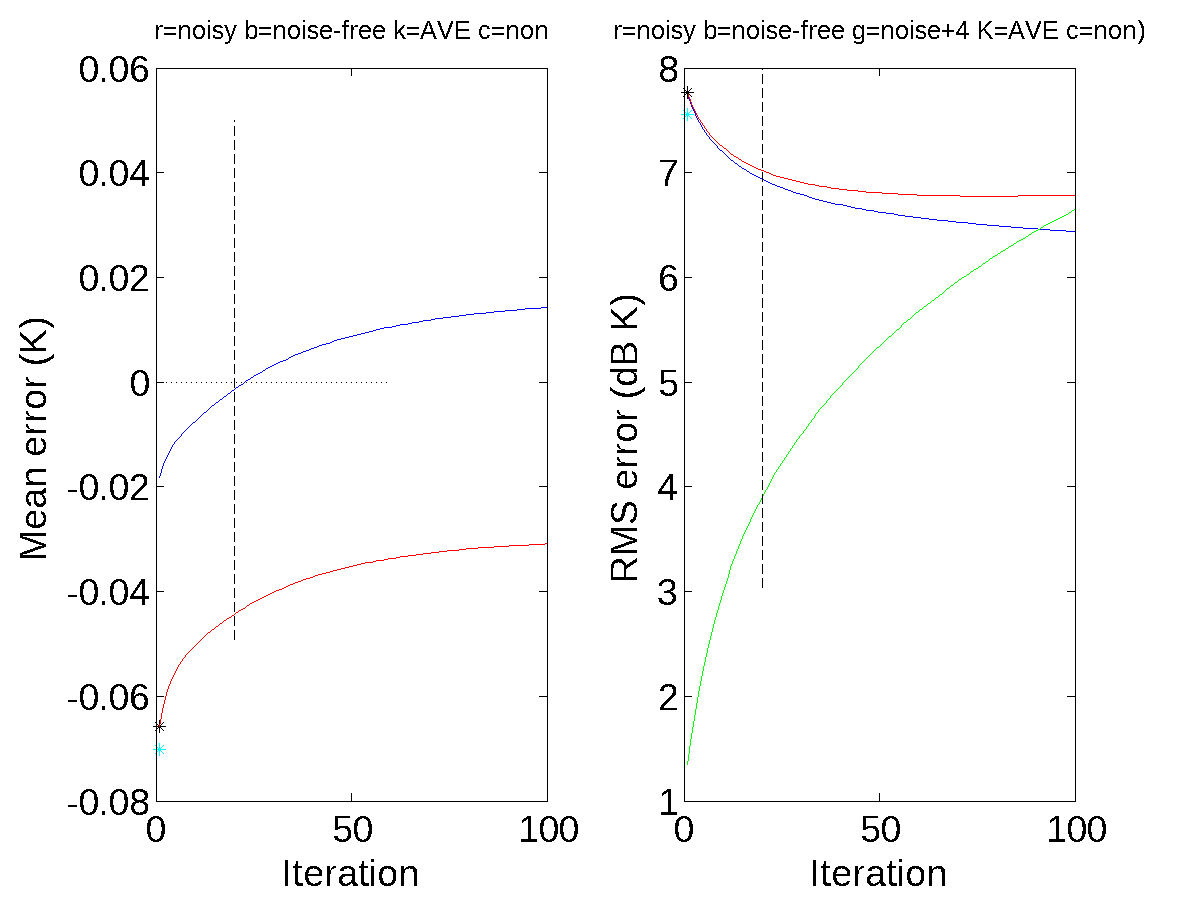 r=noisy b=noise-free k=AVE c=non
0.06
0.04
0.02
0
-0.02
-0.04
-0.06
-0.08
0 50 100
Iteration
Mean error (K)
r=noisy b=noise-free g=noise+4 K=AVE c=non)
8
7
6
5
4
3
2
1
0 50 100
Iteration
RMS error (dB K)